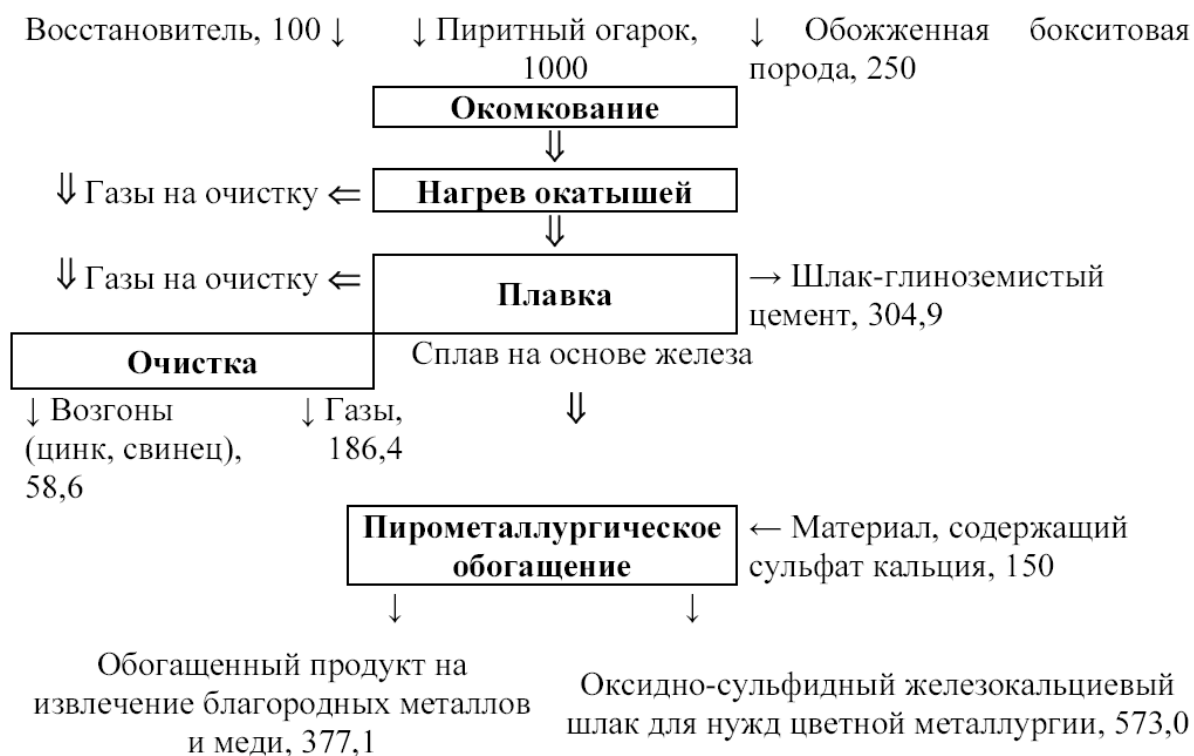 Восстановитель, 100 ↓
↓ Пиритный огарок,
1000
↓ Обожженная бокситовая
порода, 250
Окомкование
⇓
⇓ Газы на очистку ⇐
Нагрев окатышей
⇓
⇓ Газы на очистку ⇐
Плавка
→ Шлак-глиноземистый
цемент, 304,9
Очистка
Сплав на основе железа
⇓
↓ Возгоны
(цинк, свинец),
58,6
↓ Газы,
186,4
Пирометаллургическое
обогащение
← Материал, содержащий
сульфат кальция, 150
↓ ↓
Обогащенный продукт на
извлечение благородных металлов
и меди, 377,1
Оксидно-сульфидный железокальциевый
шлак для нужд цветной металлургии, 573,0